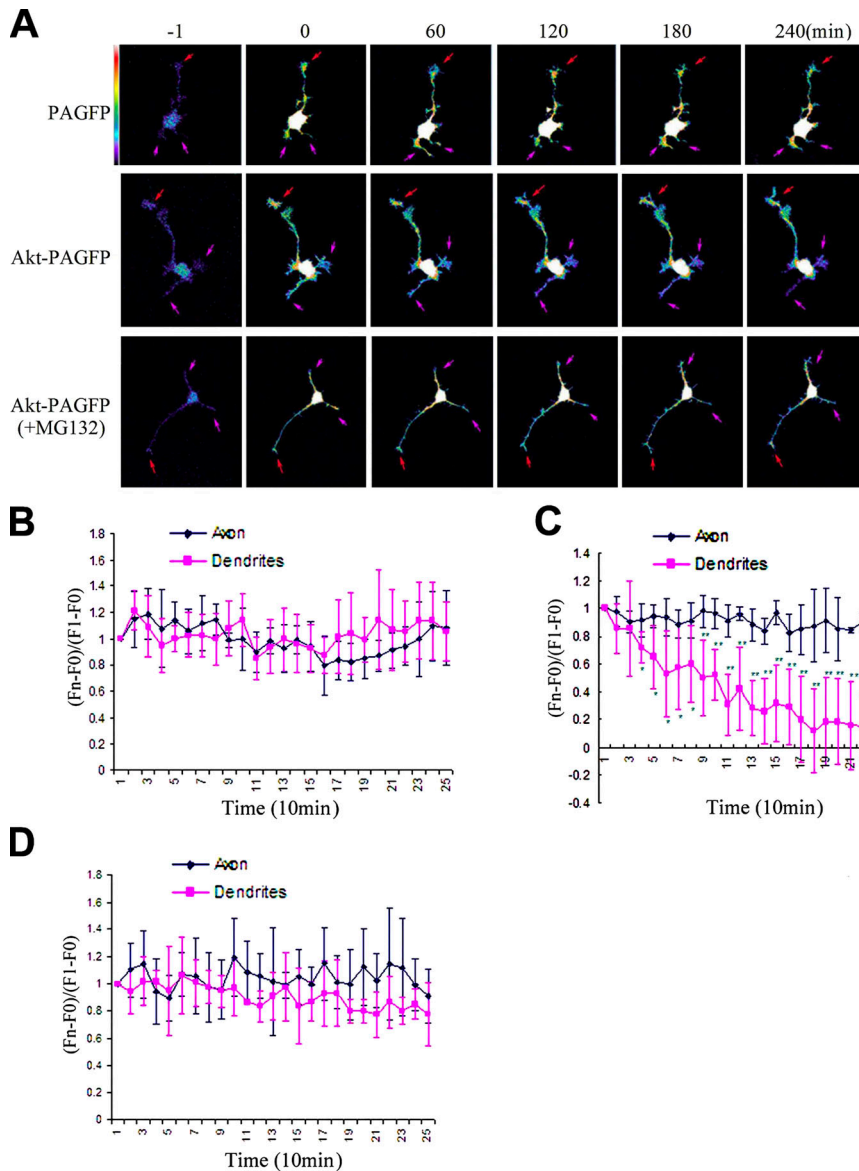 A
-1 0 60 120 180 240(min)
PAGFP
Akt-PAGFP
Akt-PAGFP
(+MG132)
B
Axon
Dendrites
1.8
1.6
1.4
1.2
1
0.8
0.6
0.4
0.2
0
(Fn-F0)/(F1-F0)
1 3 5 7 9 11 13 15 17 19 21 23 25
Time (10min)
C
Axon
Dendrites
1.4
1.2
1
0.8
0.6
0.4
0.2
0
-0.2
-0.4
(Fn-F0)/(F1-F0)
1 3 5 7 9 11 13 15 17 19 21
Time (10min)
D
Axon
Dendrites
1.8
1.6
1.4
1.2
1
0.8
0.6
0.4
0.2
0
(Fn-F0)/(F1-F0)
1 3 5 7 9 11 13 15 17 19 21 23 25
Time (10min)